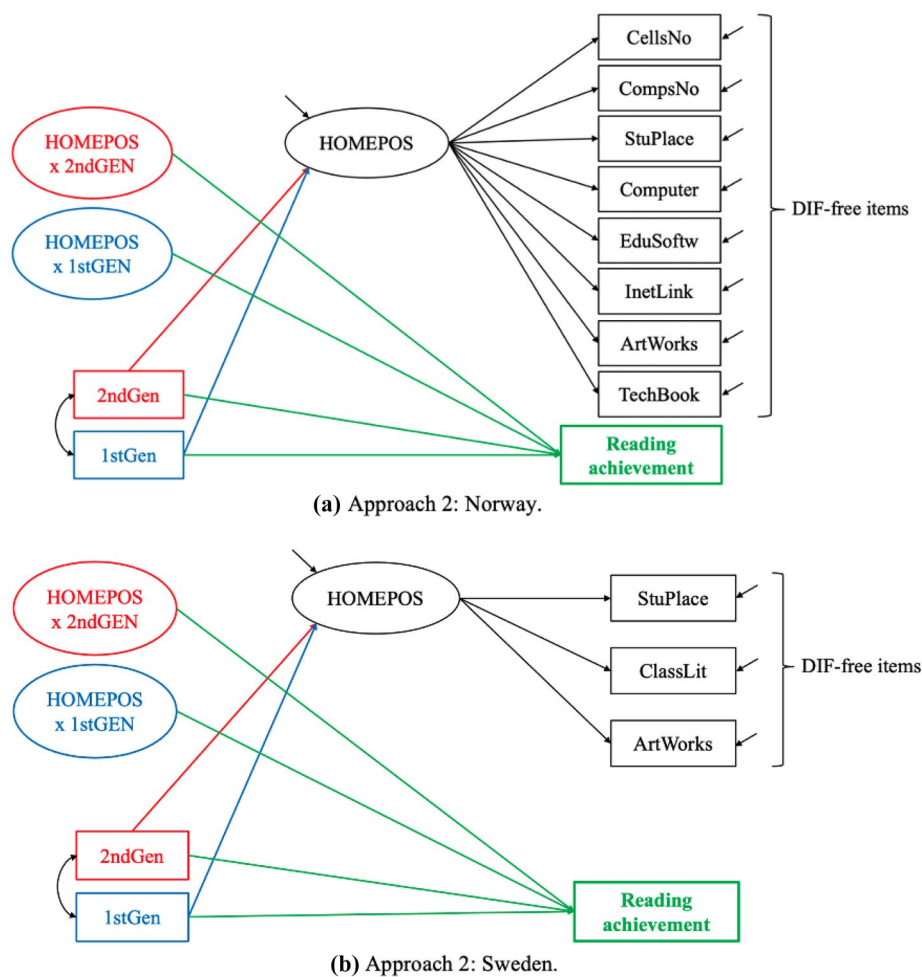 CellsNo
CompsNo
StuPlace
Computer
EduSoftw
InetLink
ArtWorks
TechBook
DIF-free items
HOMEPOS
HOMEPOS
x 2ndGEN
HOMEPOS
x 1stGEN
2ndGen
1stGen
Reading
achievement
(a) Approach 2: Norway.
HOMEPOS
x 2ndGEN
HOMEPOS
x 1stGEN
HOMEPOS
StuPlace
ClassLit
ArtWorks
DIF-free items
2ndGen
1stGen
Reading
achievement
(b) Approach 2: Sweden.